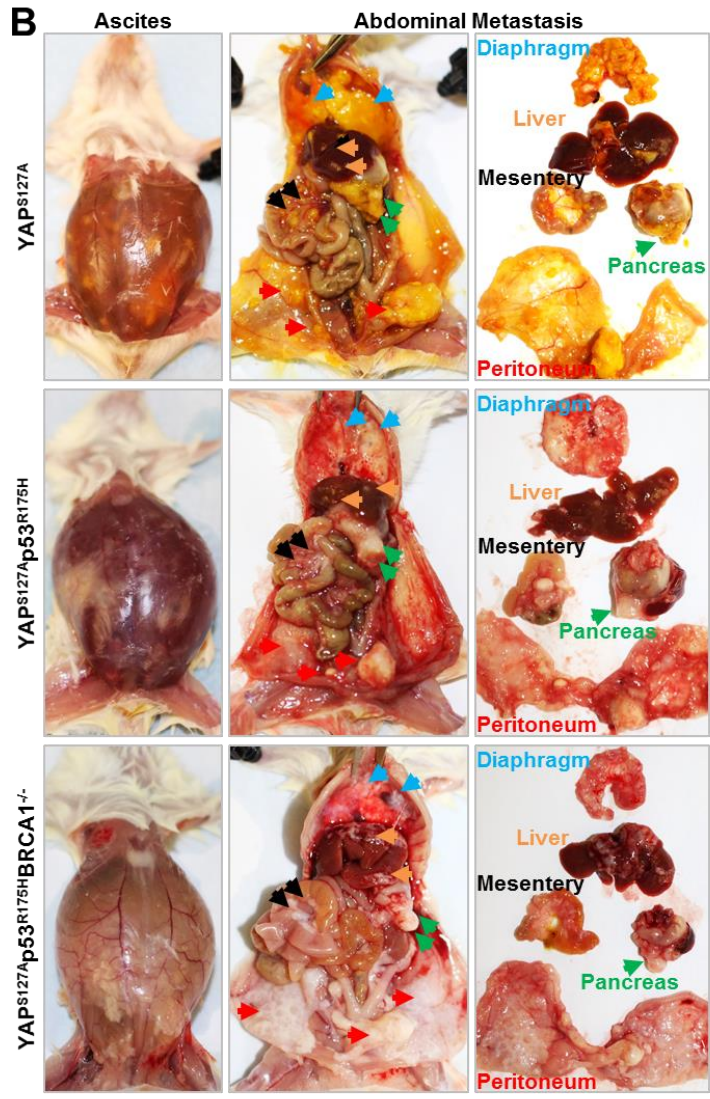 B
Ascites
Abdominal Metastasis
YAPS127A
Diaphragm
Liver
Mesentery
Pancreas
Peritoneum
YAPS127Ap53R175H
Diaphragm
Liver
Mesentery
Pancreas
Peritoneum
YAPS127Ap53R175HBRCA1-/-
Diaphragm
Liver
Mesentery
Pancreas
Peritoneum